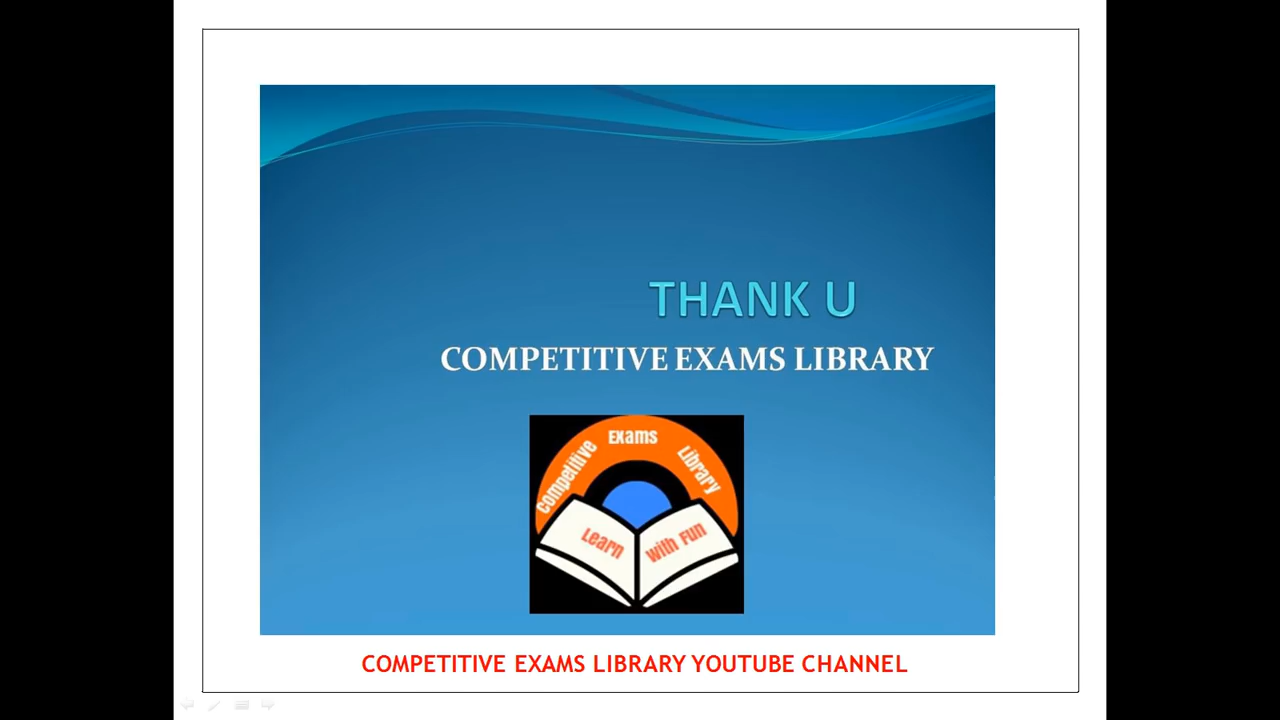 THANK U
COMPETITIVE EXAMS LIBRARY
Competitive Exams Library
Learn with Fun
COMPETITIVE EXAMS LIBRARY YOUTUBE CHANNEL